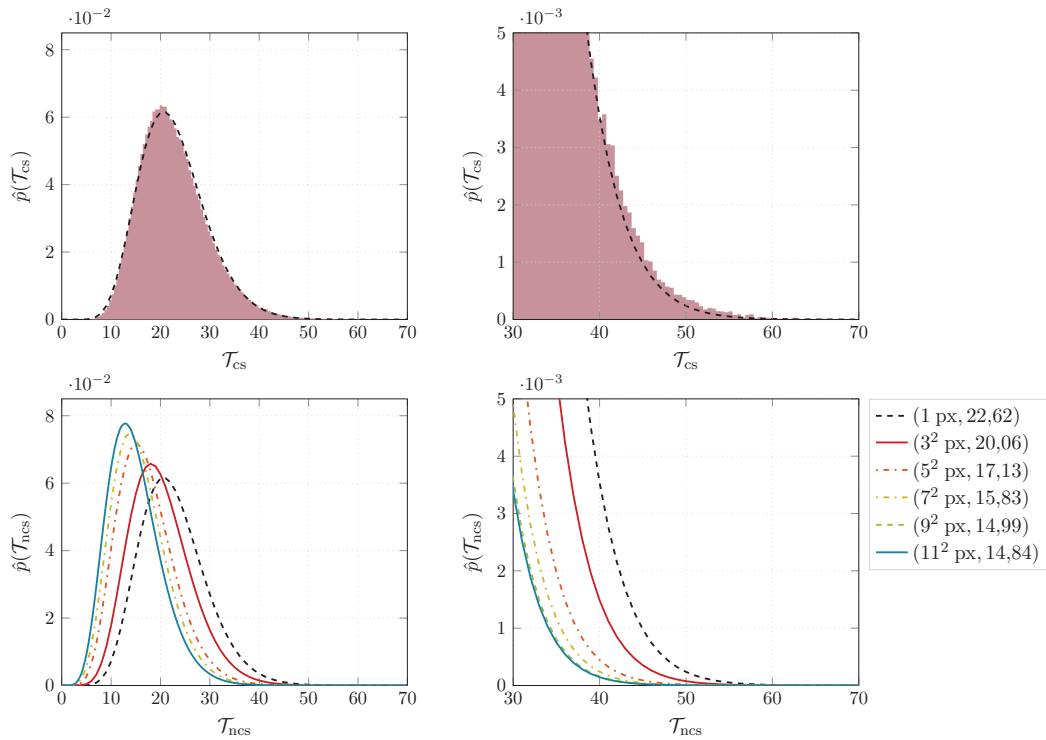 ·10⁻²
8
6
4
2
0
p̂(𝒯cs)
0 10 20 30 40 50 60 70
𝒯cs
·10⁻³
5
4
3
2
1
0
p̂(𝒯cs)
30 40 50 60 70
𝒯cs
·10⁻²
8
6
4
2
0
p̂(𝒯ncs)
0 10 20 30 40 50 60 70
𝒯ncs
·10⁻³
5
4
3
2
1
0
p̂(𝒯ncs)
30 40 50 60 70
𝒯ncs
(1 px, 22,62)
(3² px, 20,06)
(5² px, 17,13)
(7² px, 15,83)
(9² px, 14,99)
(11² px, 14,84)